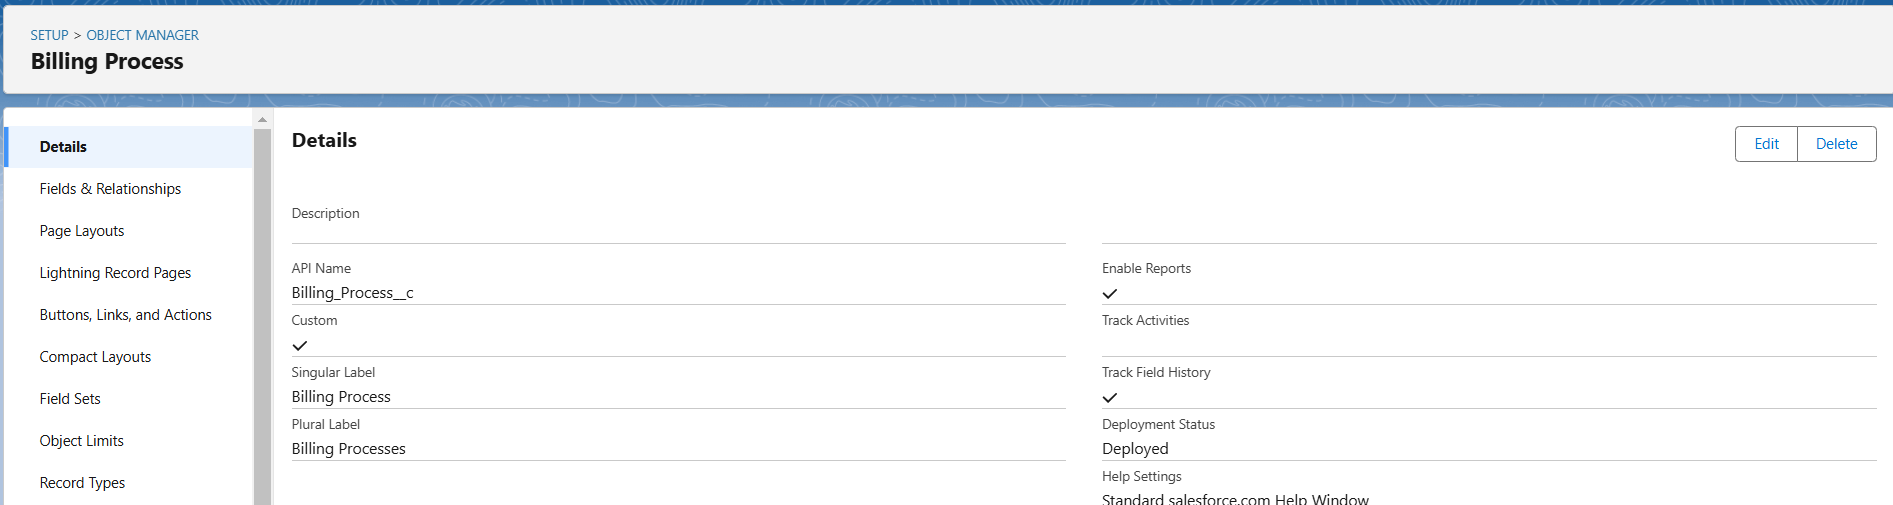 SETUP > OBJECT MANAGER
Billing Process
Details
Fields & Relationships
Page Layouts
Lightning Record Pages
Buttons, Links, and Actions
Compact Layouts
Field Sets
Object Limits
Record Types
Details
Edit
Delete
Description
API Name
Billing_Process__c
Custom
Singular Label
Billing Process
Plural Label
Billing Processes
Enable Reports
Track Activities
Track Field History
Deployment Status
Deployed
Help Settings
Standard salesforce.com Help Window